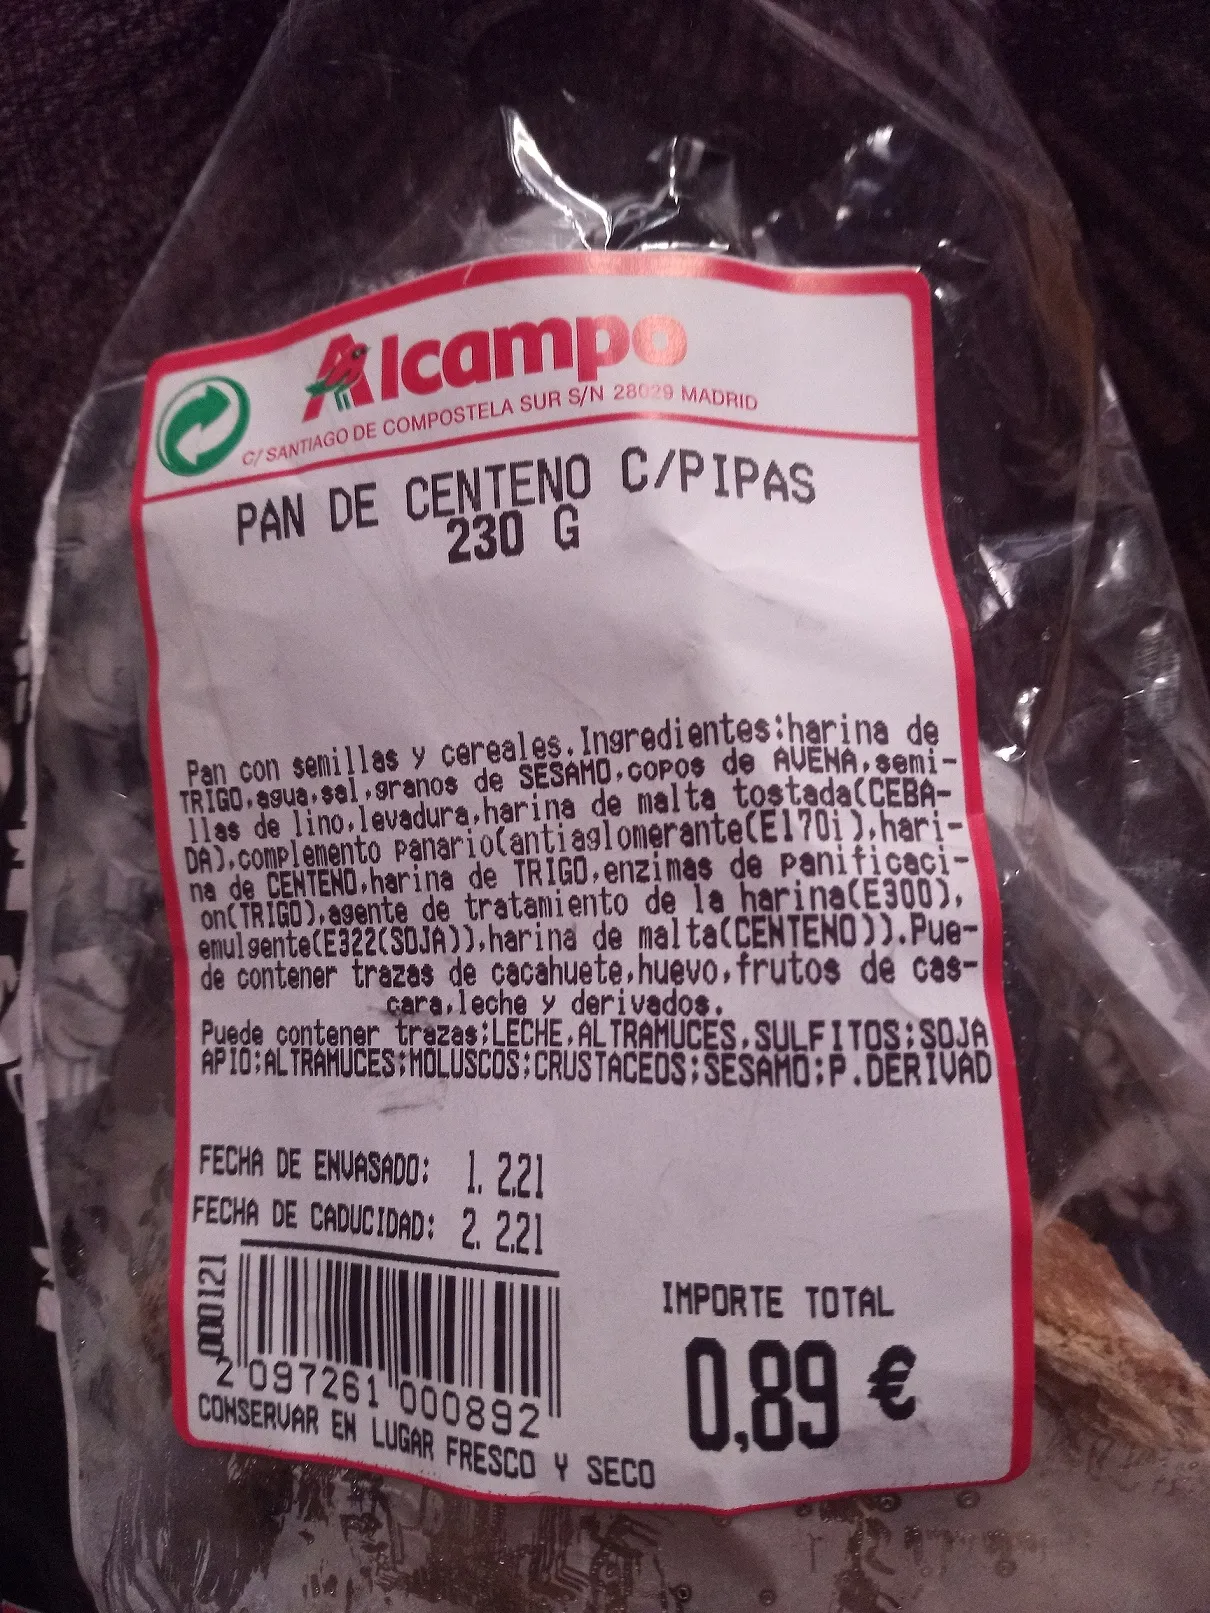 Alcampo
C/ SANTIAGO DE COMPOSTELA SUR S/N 28029 MADRID
PAN DE CENTENO C/PIPAS
230 G
Pan con semillas y cereales.Ingredientes:harina de
TRIGO,agua,sal,granos de SESAMO,copos de AVENA,semi-
llas de lino,levadura,harina de malta tostada(CEBA-
DA),complemento panario(antiaglomerante(E170i),hari-
na de CENTENO,harina de TRIGO,enzimas de panificaci-
on(TRIGO),agente de tratamiento de la harina(E300),
emulgente(E322(SOJA)),harina de malta(CENTENO)).Pue-
de contener trazas de cacahuete,huevo,frutos de cas-
cara,leche y derivados.
Puede contener trazas:LECHE,ALTRAMUCES,SULFITOS;SOJA
APIO;ALTRAMUCES;MOLUSCOS;CRUSTACEOS;SESAMO;P.DERIVAD
FECHA DE ENVASADO: 1. 2.21
FECHA DE CADUCIDAD: 2. 2.21
000121
2 097261 000892
CONSERVAR EN LUGAR FRESCO Y SECO
IMPORTE TOTAL
0,89 €